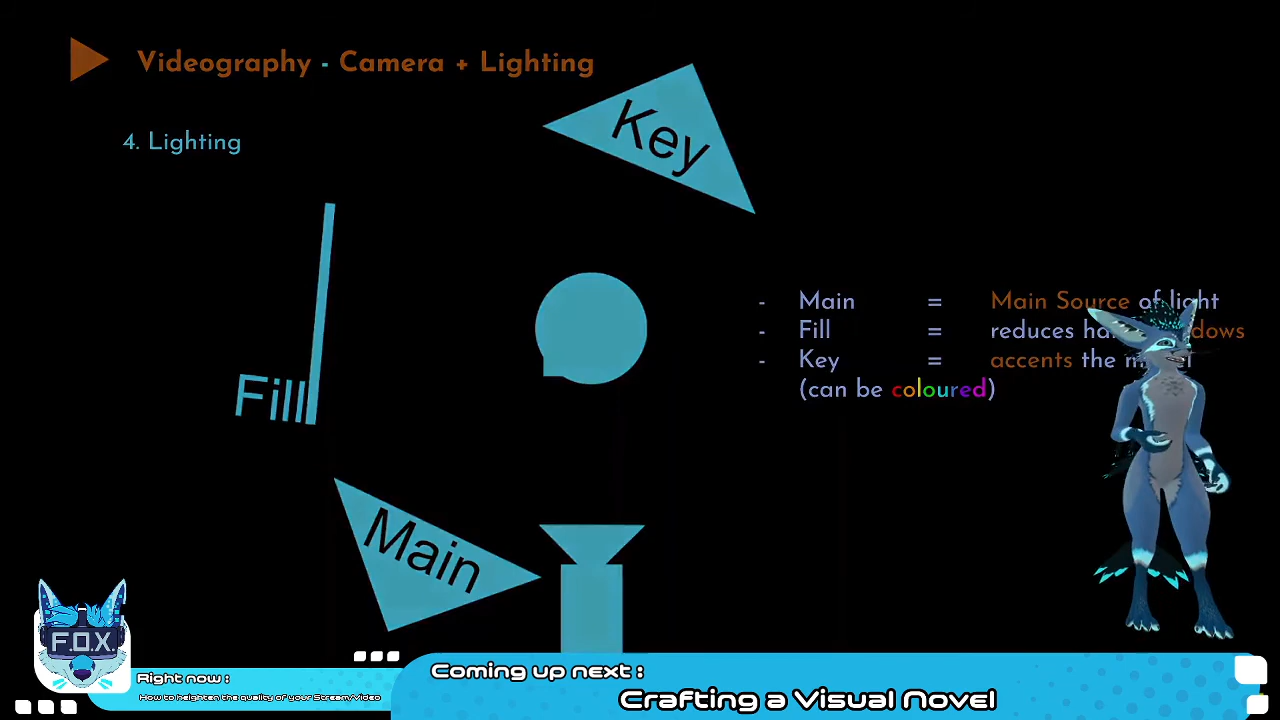 Videography - Camera + Lighting
4. Lighting
Key
Fill
Main
- Main = Main Source of light
- Fill = reduces
- Key = accents the
(can be coloured)
F.O.X
Right now :
How to heighten the quality of your Stream/Video
Coming up next :
Crafting a Visual Novel